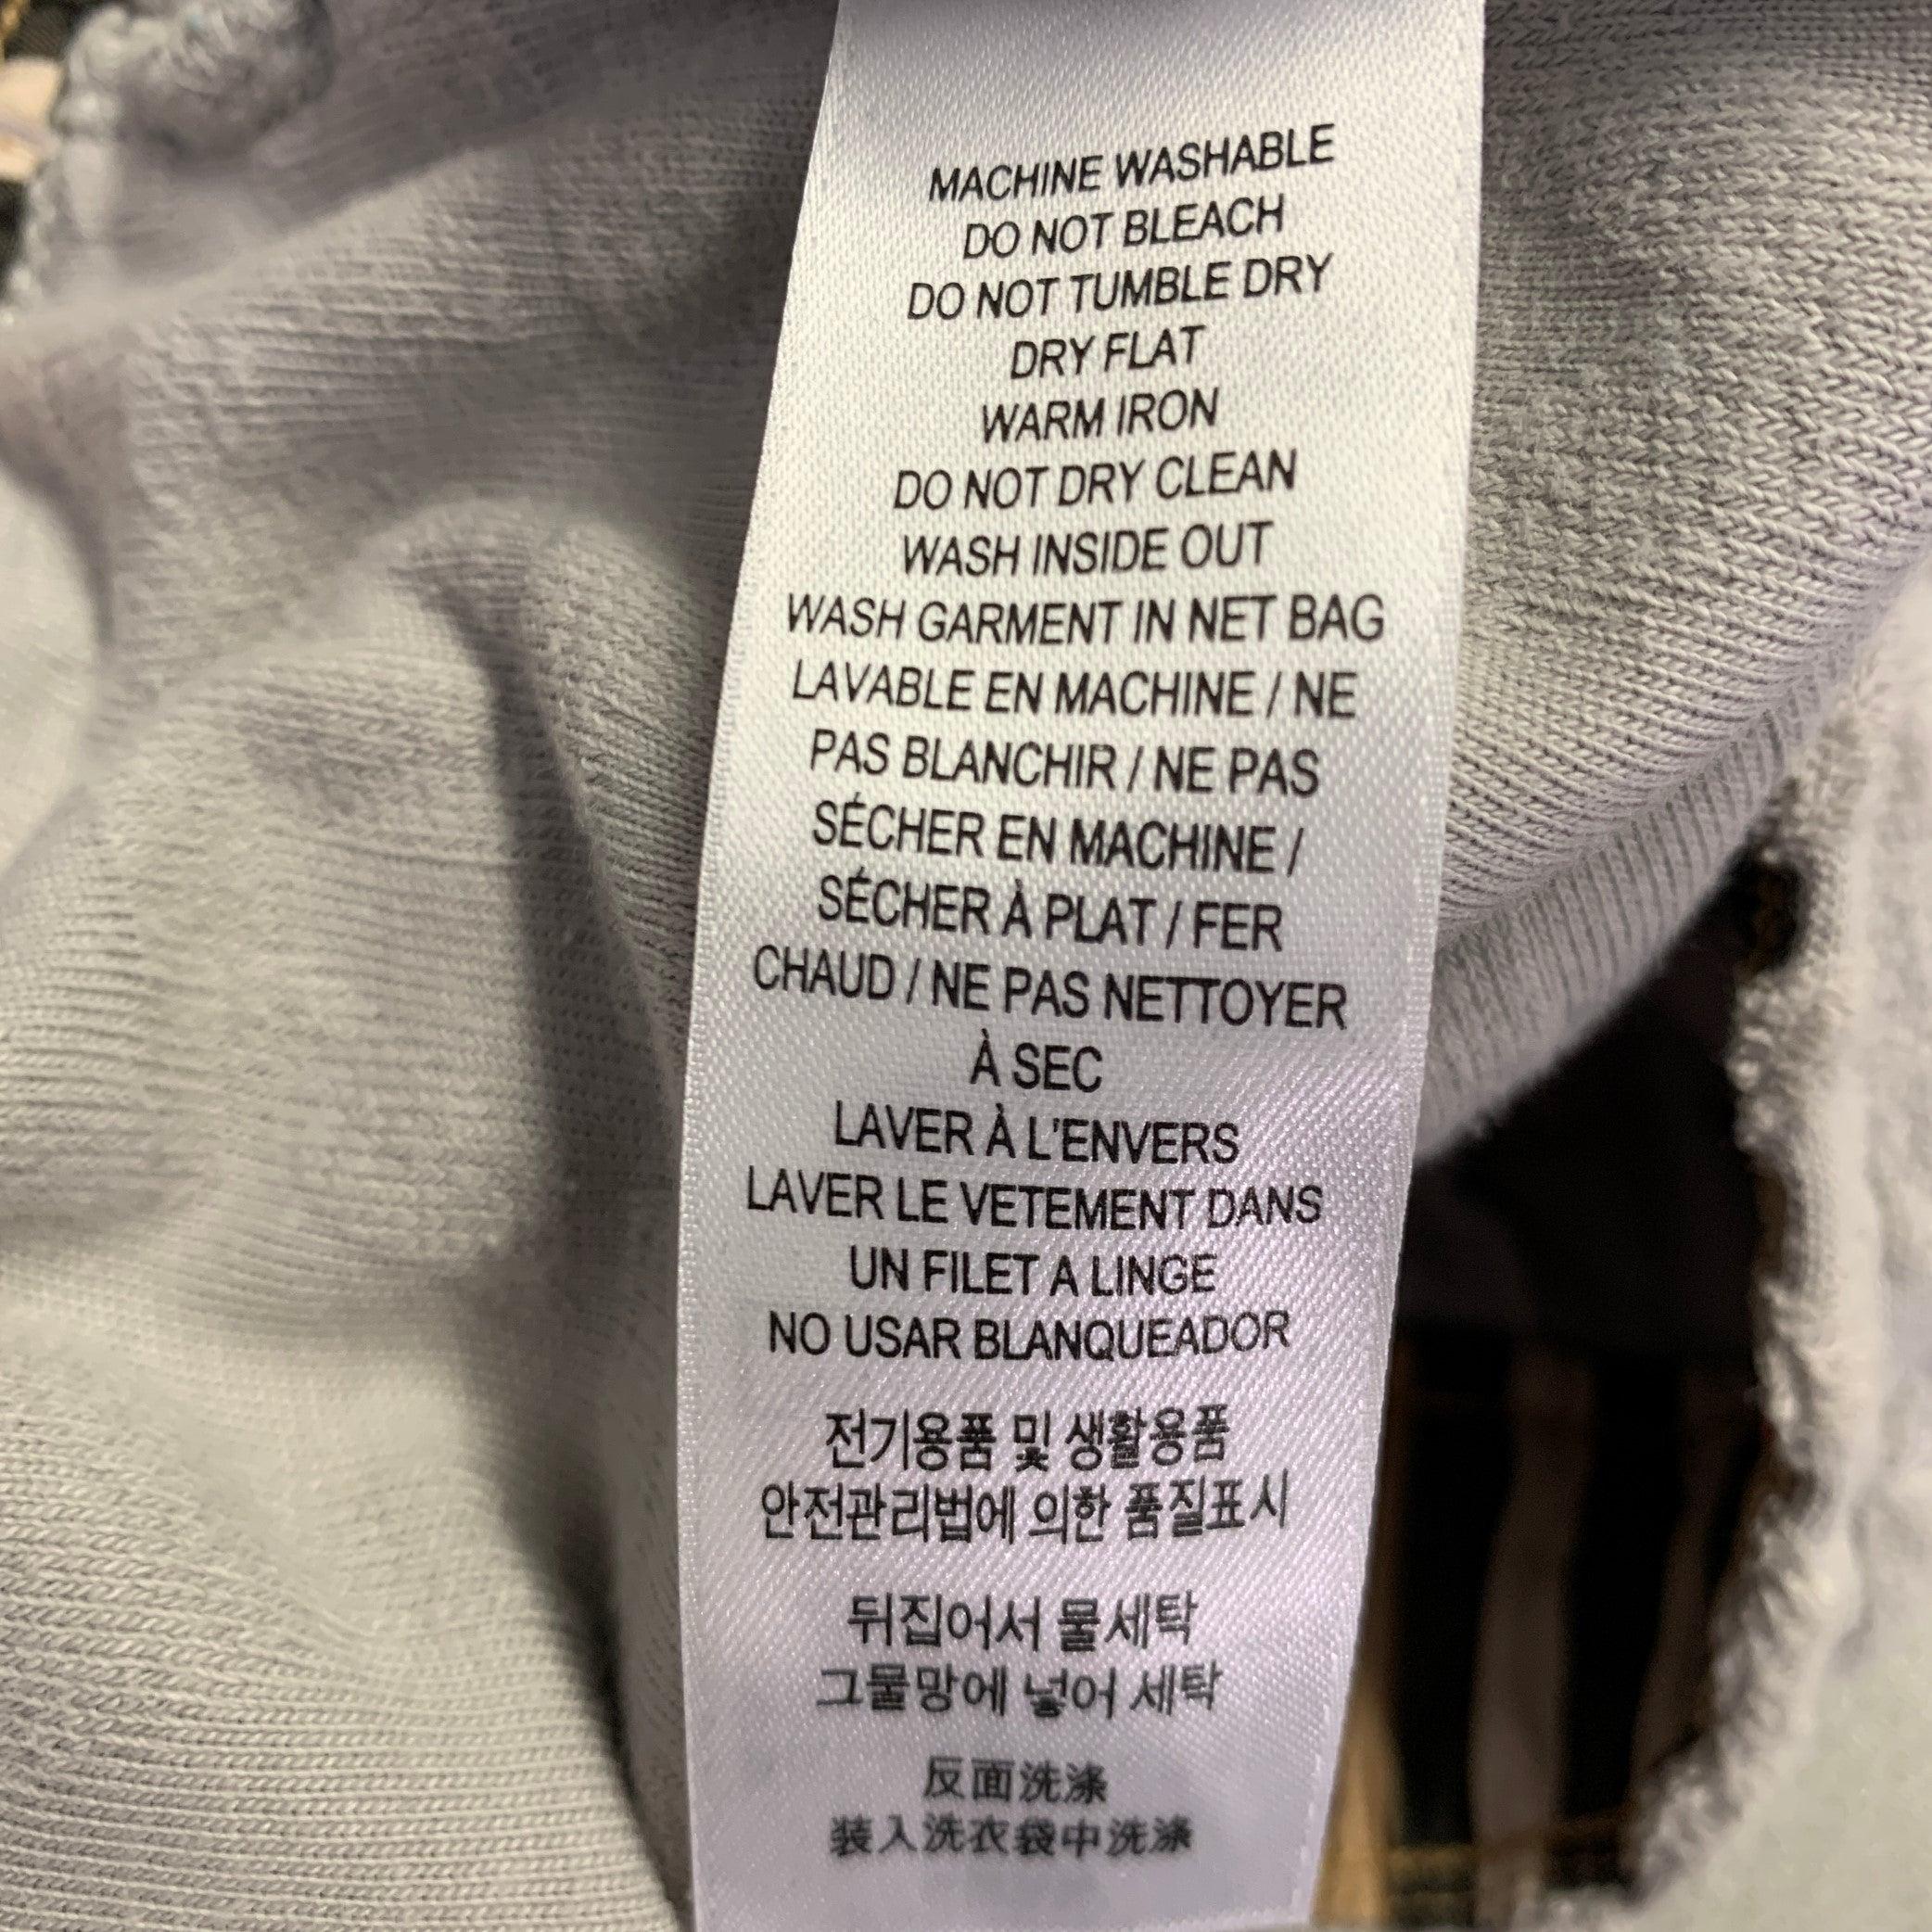 MACHINE WASHABLE
DO NOT BLEACH
DO NOT TUMBLE DRY
DRY FLAT
WARM IRON
DO NOT DRY CLEAN
WASH INSIDE OUT
WASH GARMENT IN NET BAG
LAVABLE EN MACHINE / NE
PAS BLANCHIR / NE PAS
SÉCHER EN MACHINE /
SÉCHER À PLAT / FER
CHAUD / NE PAS NETTOYER
À SEC
LAVER À L'ENVERS
LAVER LE VETEMENT DANS
UN FILET A LINGE
NO USAR BLANQUEADOR
전기용품 및 생활용품
안전관리법에 의한 품질표시
뒤집어서 물세탁
그물망에 넣어 세탁
反面洗涤
装入洗衣袋中洗涤